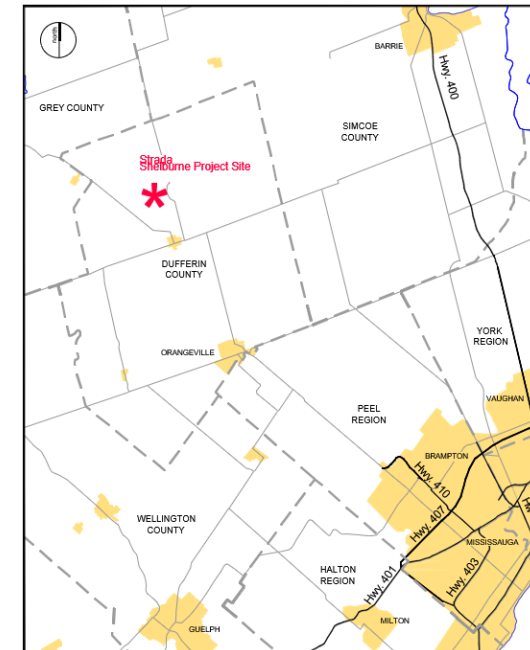 north
BARRIE
Hwy. 400
GREY COUNTY
SIMCOE
COUNTY
Strada
Shelburne Project Site
DUFFERIN
COUNTY
YORK
REGION
ORANGEVILLE
VAUGHAN
PEEL
REGION
BRAMPTON
Hwy. 410
Hwy. 407
WELLINGTON
COUNTY
MISSISSAUGA
HALTON
REGION
Hwy. 401
Hwy. 403
MILTON
GUELPH